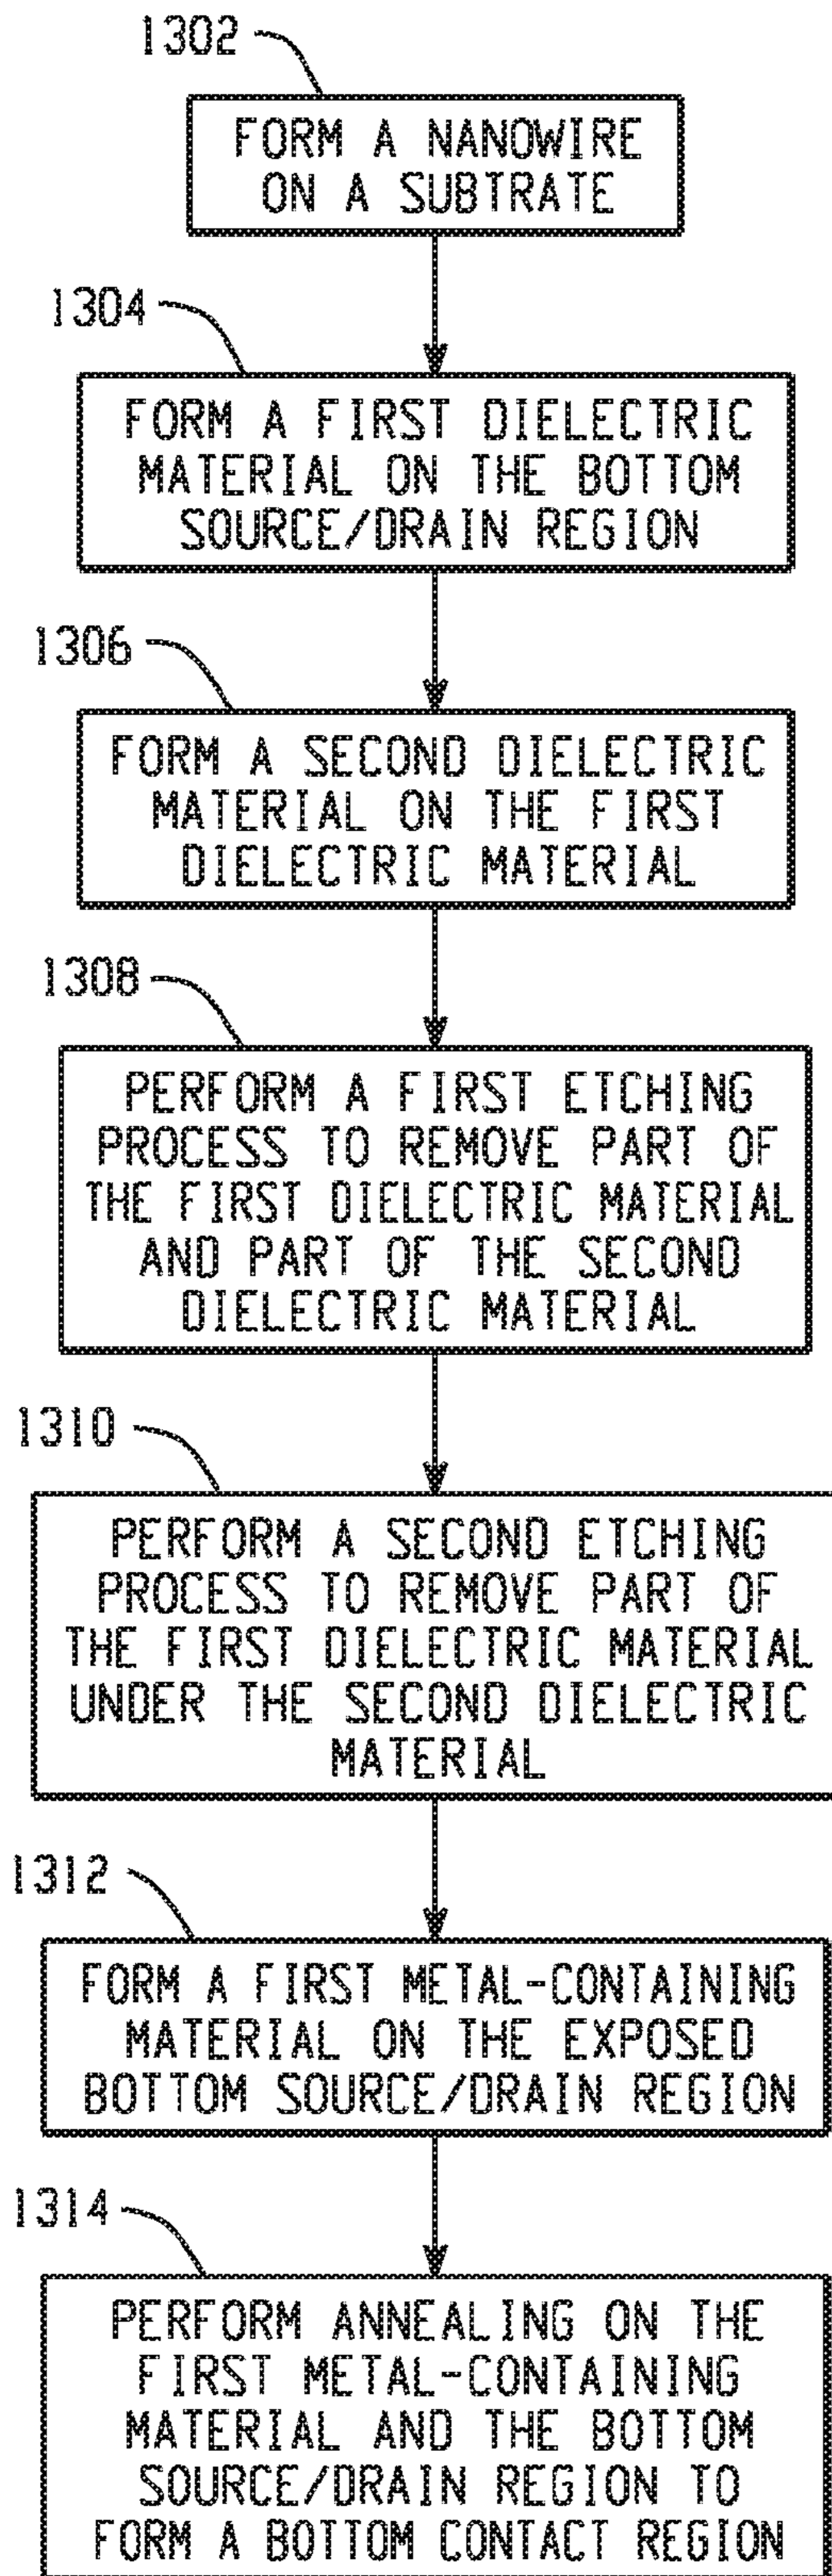 1302
FORM A NANOWIRE
ON A SUBTRATE
1304
FORM A FIRST DIELECTRIC
MATERIAL ON THE BOTTOM
SOURCE/DRAIN REGION
1306
FORM A SECOND DIELECTRIC
MATERIAL ON THE FIRST
DIELECTRIC MATERIAL
1308
PERFORM A FIRST ETCHING
PROCESS TO REMOVE PART OF
THE FIRST DIELECTRIC MATERIAL
AND PART OF THE SECOND
DIELECTRIC MATERIAL
1310
PERFORM A SECOND ETCHING
PROCESS TO REMOVE PART OF
THE FIRST DIELECTRIC MATERIAL
UNDER THE SECOND DIELECTRIC
MATERIAL
1312
FORM A FIRST METAL-CONTAINING
MATERIAL ON THE EXPOSED
BOTTOM SOURCE/DRAIN REGION
1314
PERFORM ANNEALING ON THE
FIRST METAL-CONTAINING
MATERIAL AND THE BOTTOM
SOURCE/DRAIN REGION TO
FORM A BOTTOM CONTACT REGION